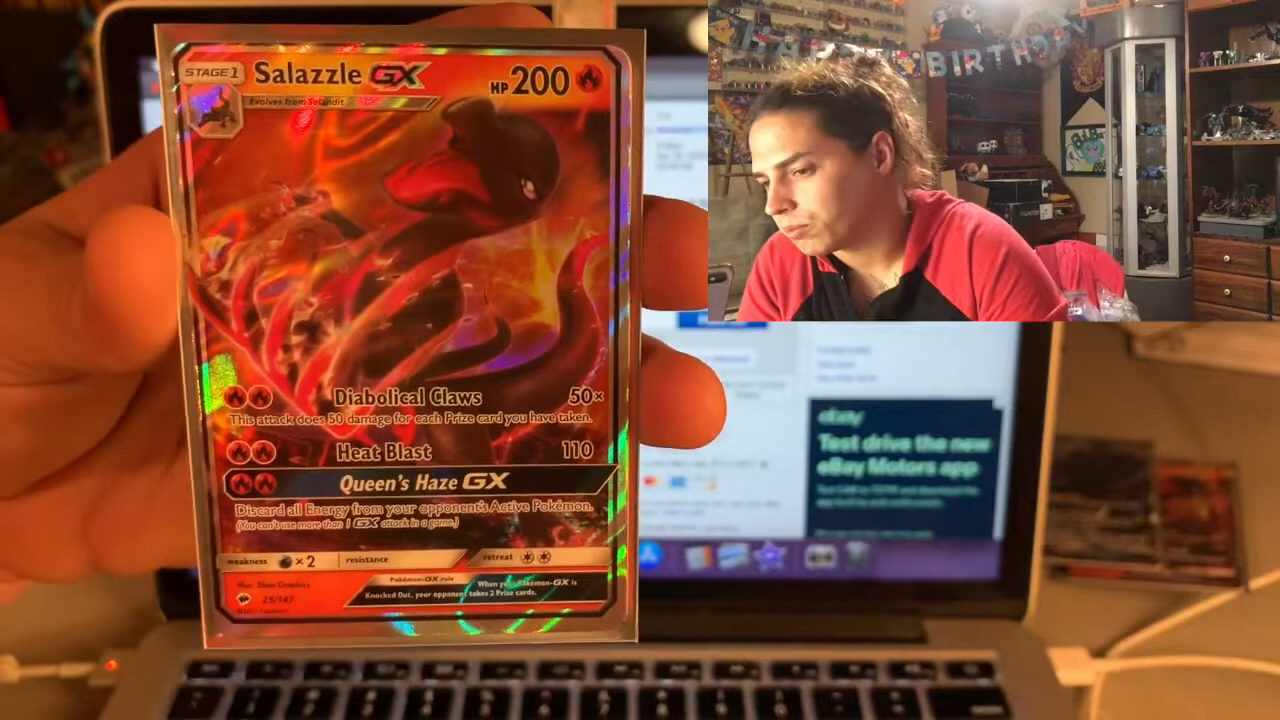 STAGE 1
Salazzle GX
HP 200
Evolves from Salandit
Diabolical Claws 50×
This attack does 50 damage for each Prize card you have taken.
Heat Blast 110
Queen's Haze GX
Discard all Energy from your opponent's Active Pokémon.
(You can't use more than 1 GX attack in a game.)
weakness ×2 resistance retreat
Illus. 5ban Graphics
25/147
Pokémon-GX rule
When your Pokémon-GX is
Knocked Out, your opponent takes 2 Prize cards.
BIRTHDAY
ebay
Test drive the new
eBay Motors app